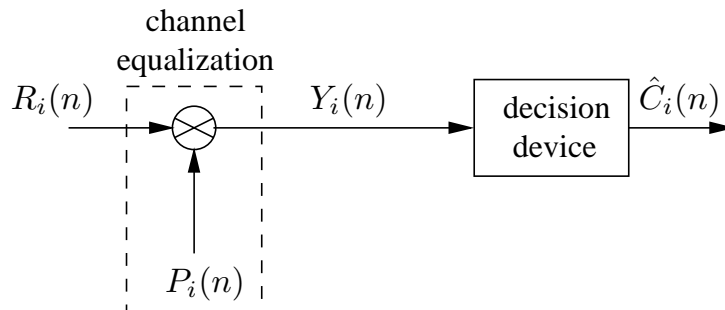 channel
equalization
R_i(n)
Y_i(n)
decision
device
Ĉ_i(n)
P_i(n)